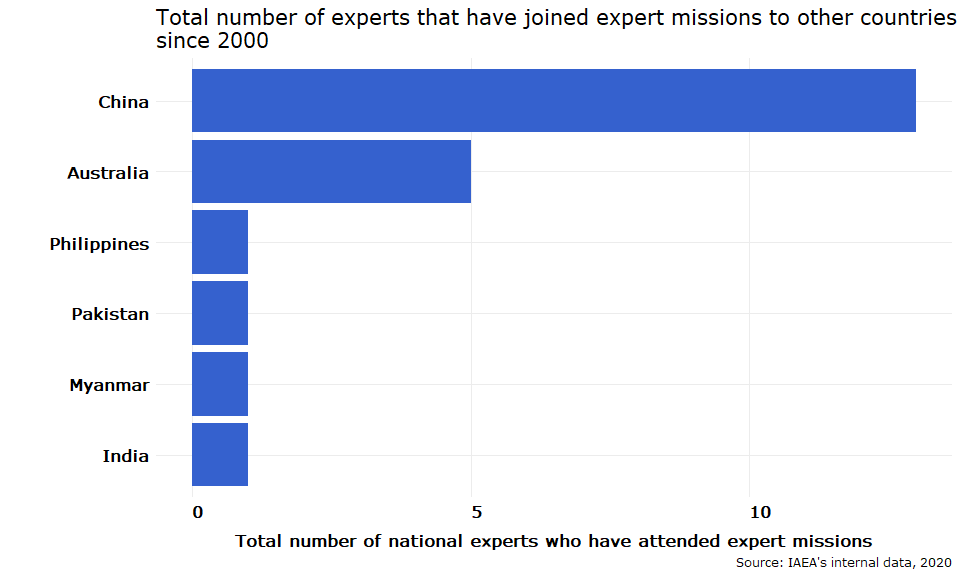 Total number of experts that have joined expert missions to other countries
since 2000
China
Australia
Philippines
Pakistan
Myanmar
India
0 5 10
Total number of national experts who have attended expert missions
Source: IAEA's internal data, 2020